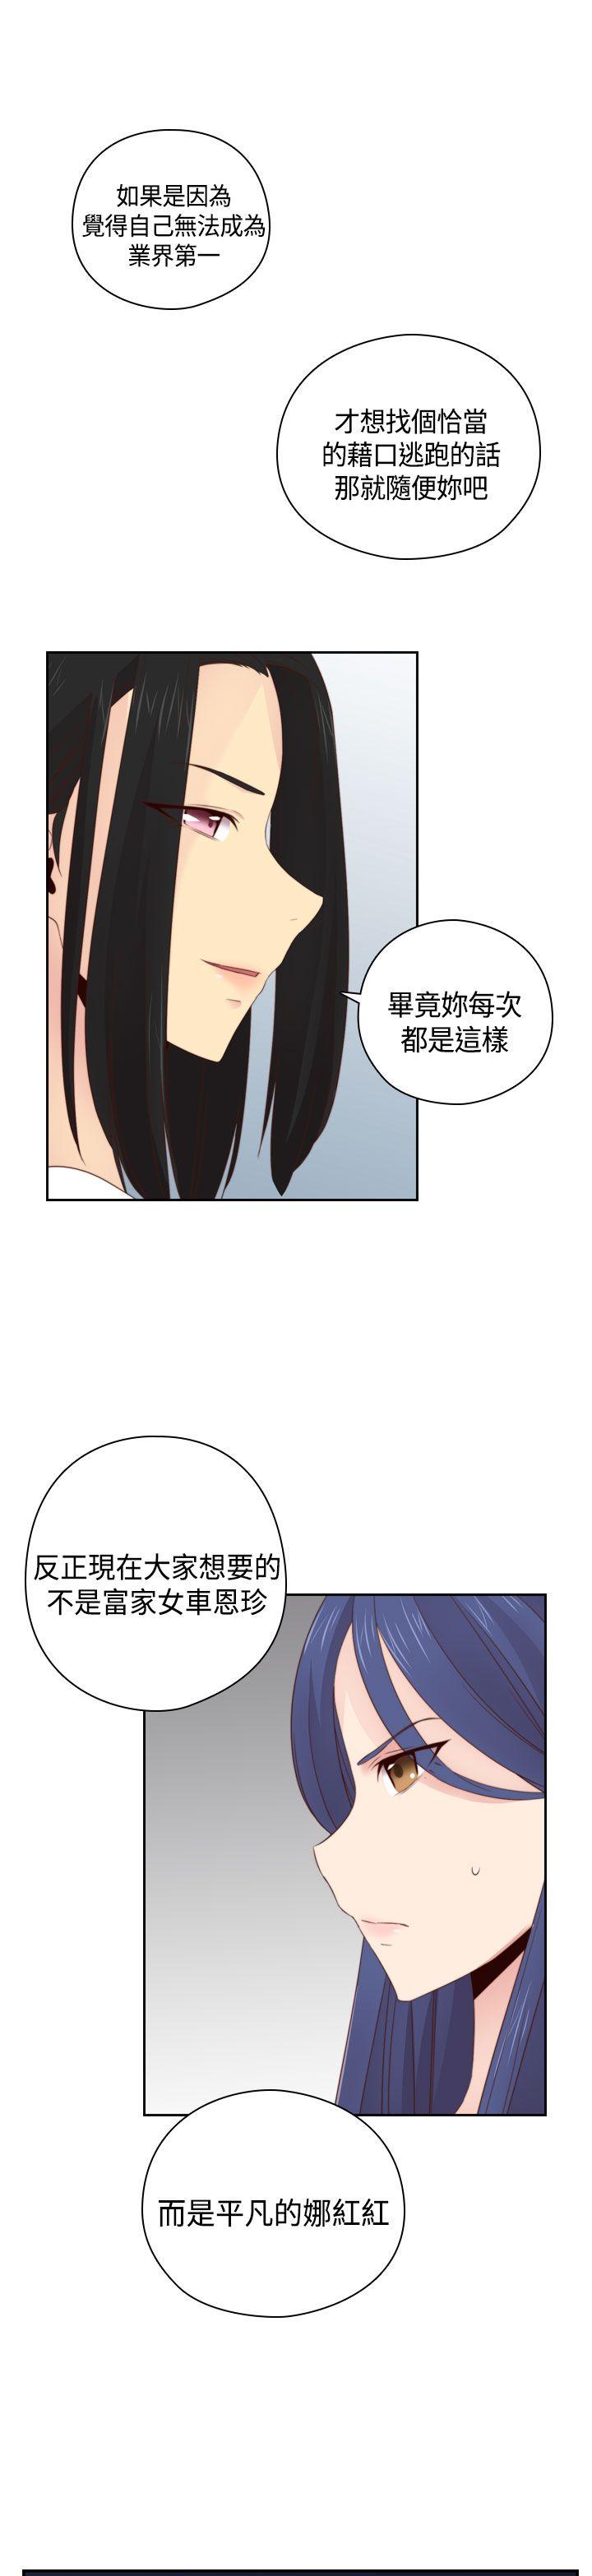 如果是因為
覺得自己無法成為
業界第一
才想找個恰當
的藉口逃跑的話
那就隨便妳吧
畢竟妳每次
都是這樣
反正現在大家想要的
不是富家女車恩珍
而是平凡的娜紅紅